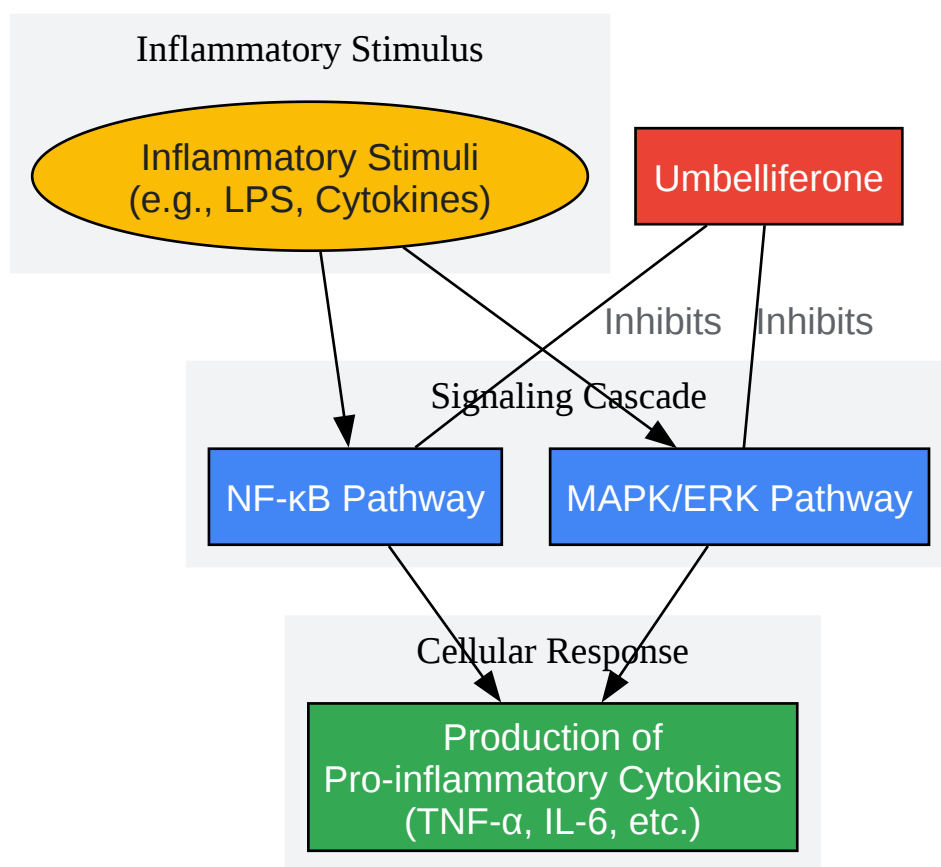 Inflammatory Stimulus
Inflammatory Stimuli
(e.g., LPS, Cytokines)
Umbelliferone
Inhibits
Inhibits
Signaling Cascade
NF-κB Pathway
MAPK/ERK Pathway
Cellular Response
Production of
Pro-inflammatory Cytokines
(TNF-α, IL-6, etc.)